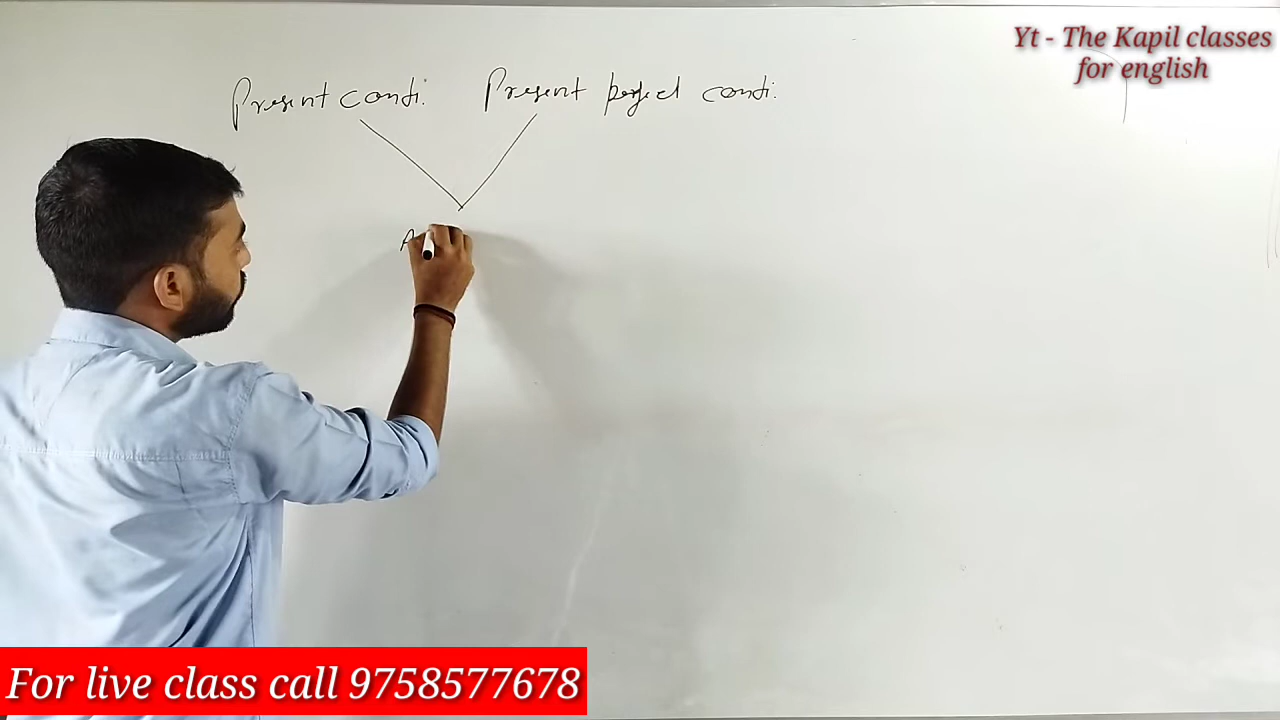 Yt - The Kapil classes
for english
Present conti. Present perfect conti.
A
For live class call 9758577678